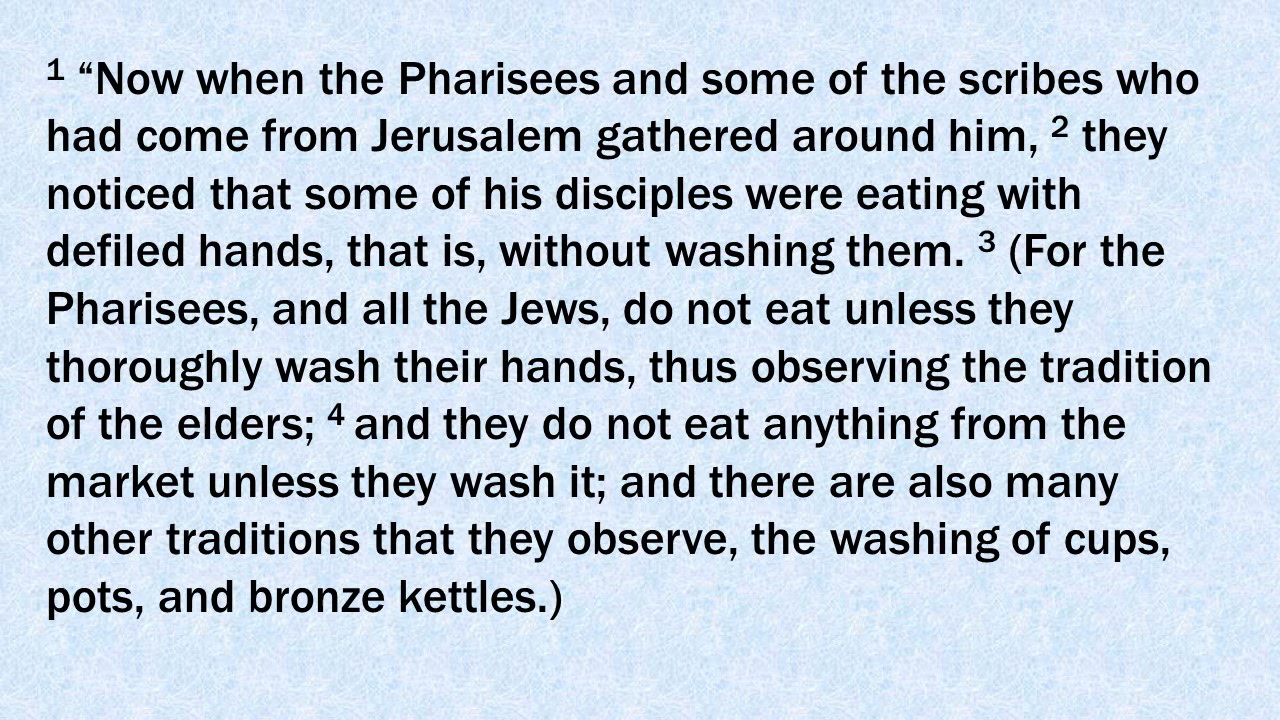 ¹ “Now when the Pharisees and some of the scribes who
had come from Jerusalem gathered around him, ² they
noticed that some of his disciples were eating with
defiled hands, that is, without washing them. ³ (For the
Pharisees, and all the Jews, do not eat unless they
thoroughly wash their hands, thus observing the tradition
of the elders; ⁴ and they do not eat anything from the
market unless they wash it; and there are also many
other traditions that they observe, the washing of cups,
pots, and bronze kettles.)